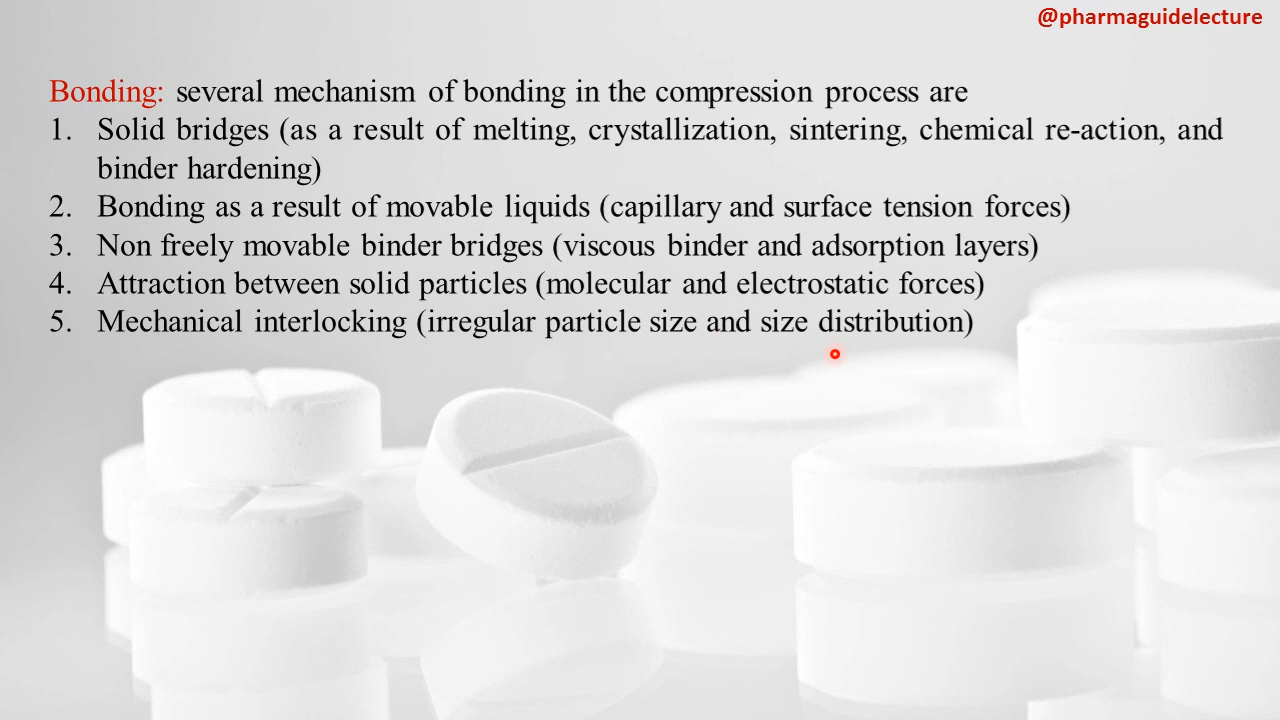 @pharmaguidelecture
Bonding: several mechanism of bonding in the compression process are
1. Solid bridges (as a result of melting, crystallization, sintering, chemical re-action, and
binder hardening)
2. Bonding as a result of movable liquids (capillary and surface tension forces)
3. Non freely movable binder bridges (viscous binder and adsorption layers)
4. Attraction between solid particles (molecular and electrostatic forces)
5. Mechanical interlocking (irregular particle size and size distribution)